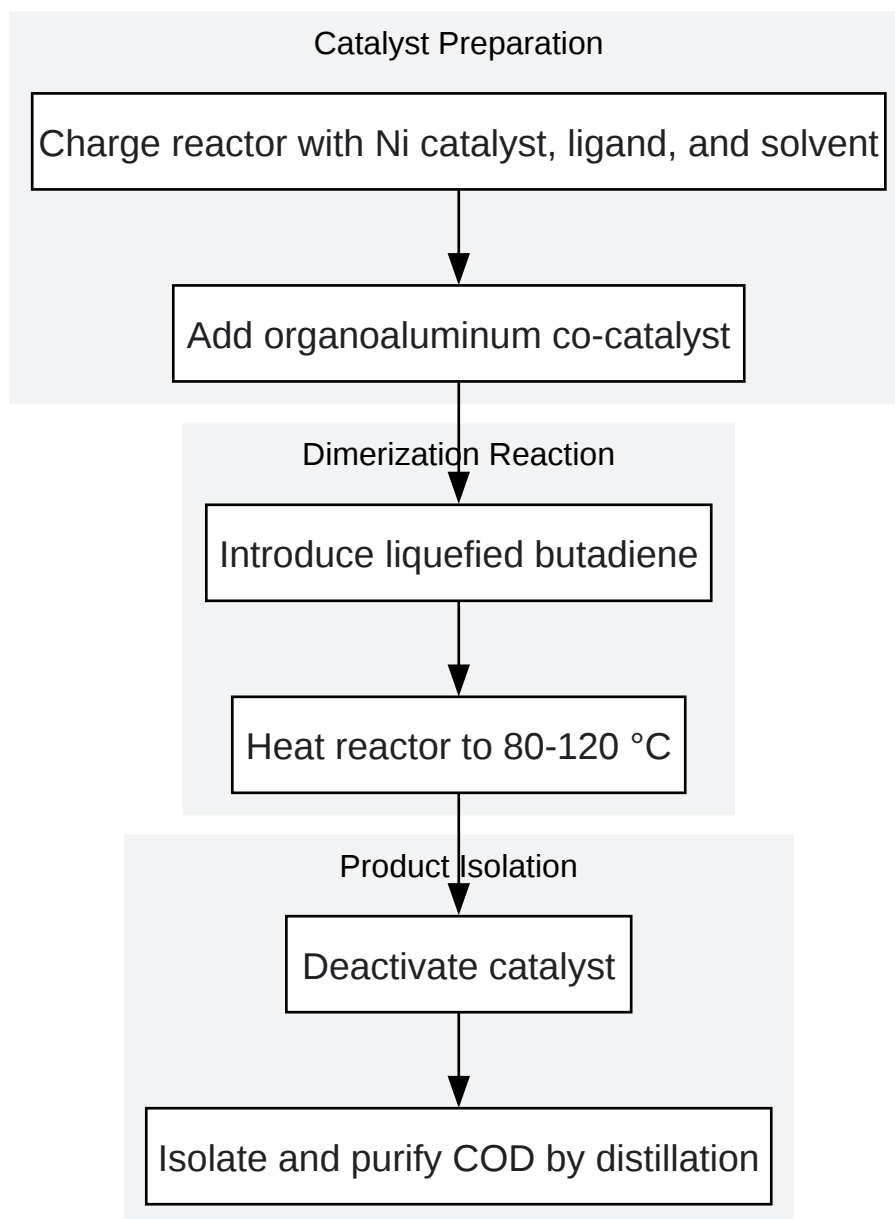 Catalyst Preparation
Charge reactor with Ni catalyst, ligand, and solvent
Add organoaluminum co-catalyst
Dimerization Reaction
Introduce liquefied butadiene
Heat reactor to 80-120 °C
Product Isolation
Deactivate catalyst
Isolate and purify COD by distillation